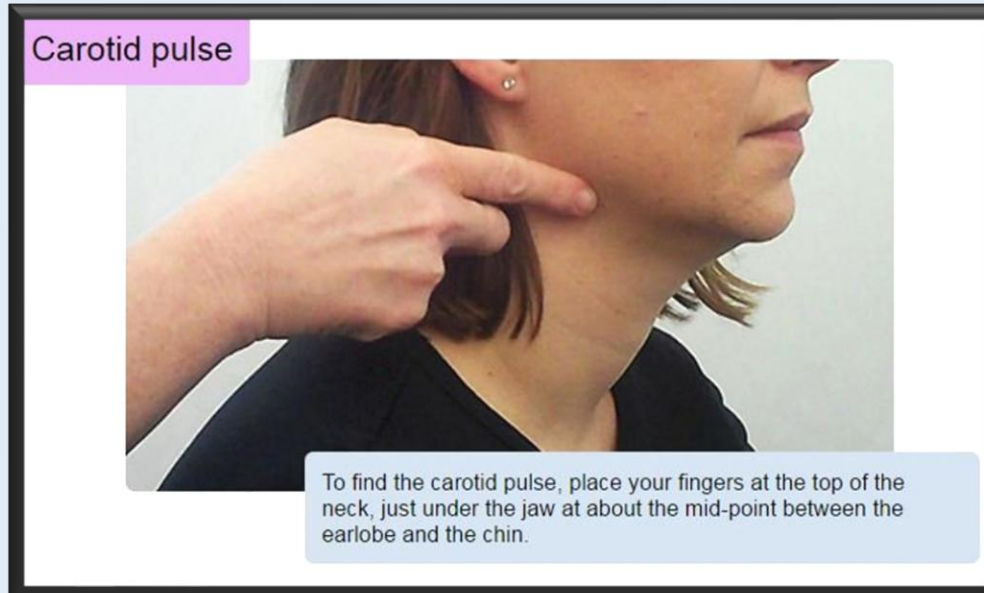 Carotid pulse
To find the carotid pulse, place your fingers at the top of the
neck, just under the jaw at about the mid-point between the
earlobe and the chin.